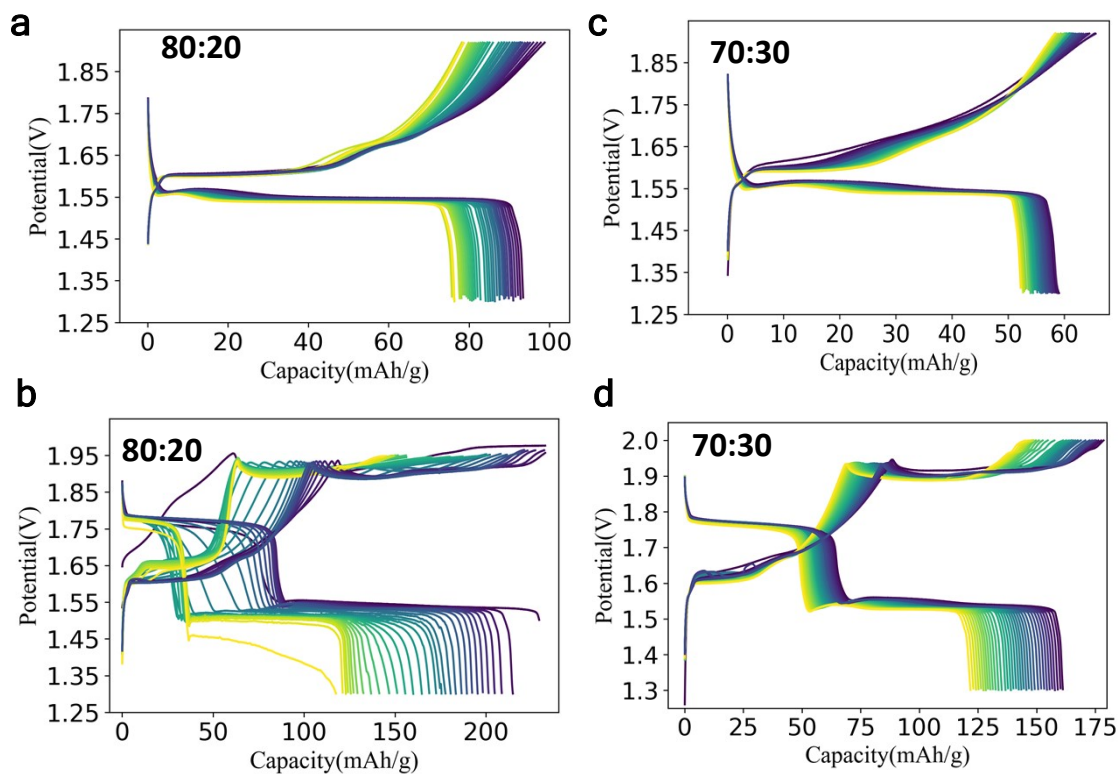 a
80:20
1.85
1.75
1.65
1.55
1.45
1.35
1.25
Potential(V)
0 20 40 60 80 100
Capacity(mAh/g)
c
70:30
1.85
1.75
1.65
1.55
1.45
1.35
1.25
Potential(V)
0 10 20 30 40 50 60
Capacity(mAh/g)
b
80:20
1.95
1.85
1.75
1.65
1.55
1.45
1.35
1.25
Potential(V)
0 50 100 150 200
Capacity(mAh/g)
d
70:30
2.0
1.9
1.8
1.7
1.6
1.5
1.4
1.3
Potential(V)
0 25 50 75 100 125 150 175
Capacity(mAh/g)